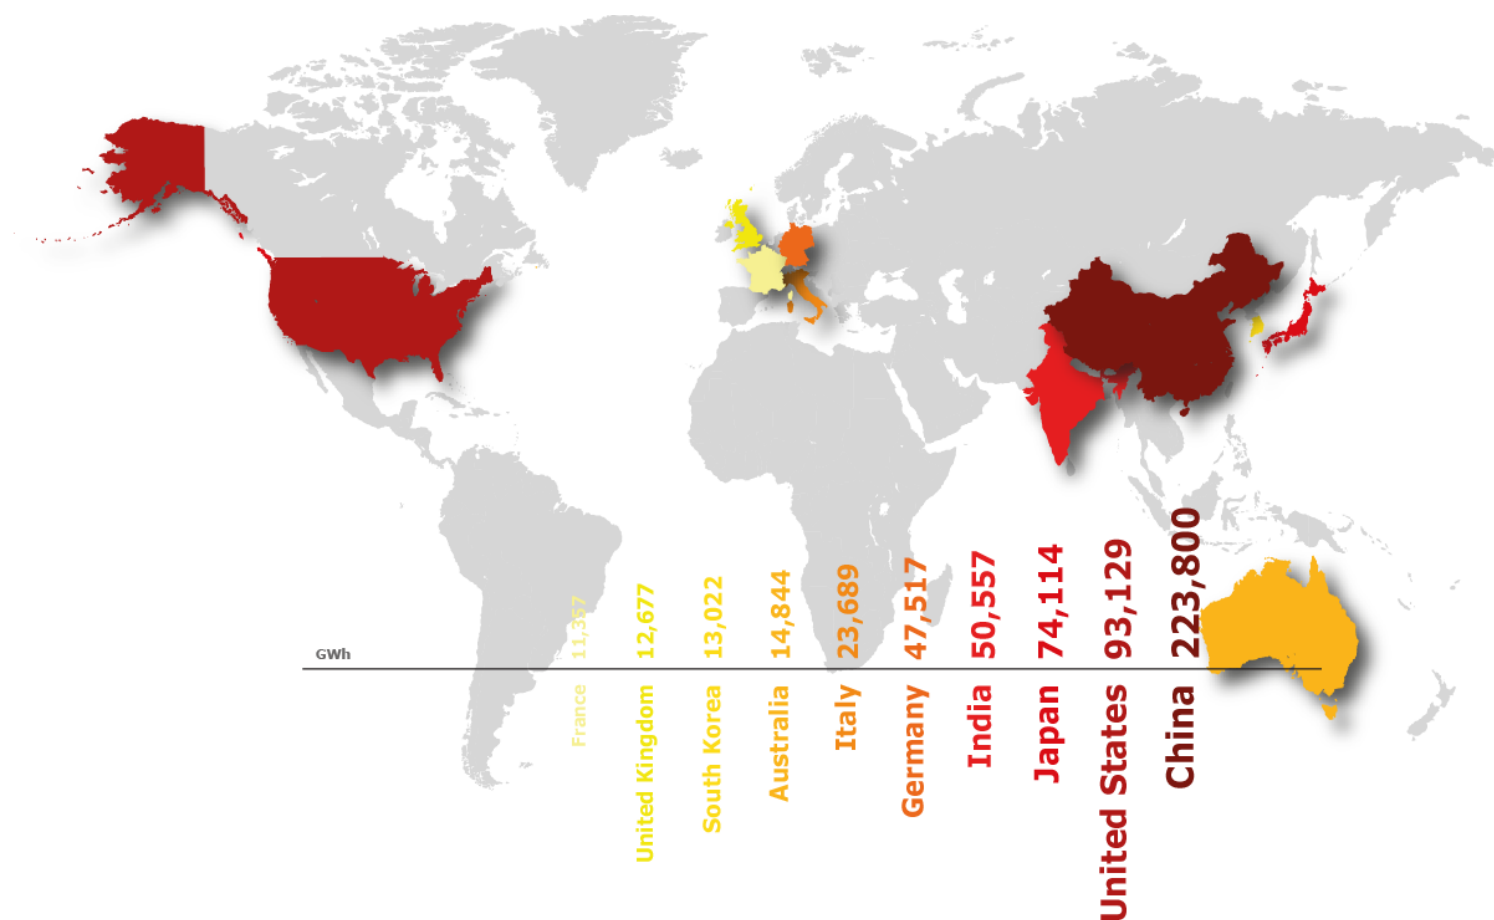 GWh
11,357
12,677
13,022
14,844
23,689
47,517
50,557
74,114
93,129
223,800
France
United Kingdom
South Korea
Australia
Italy
Germany
India
Japan
United States
China